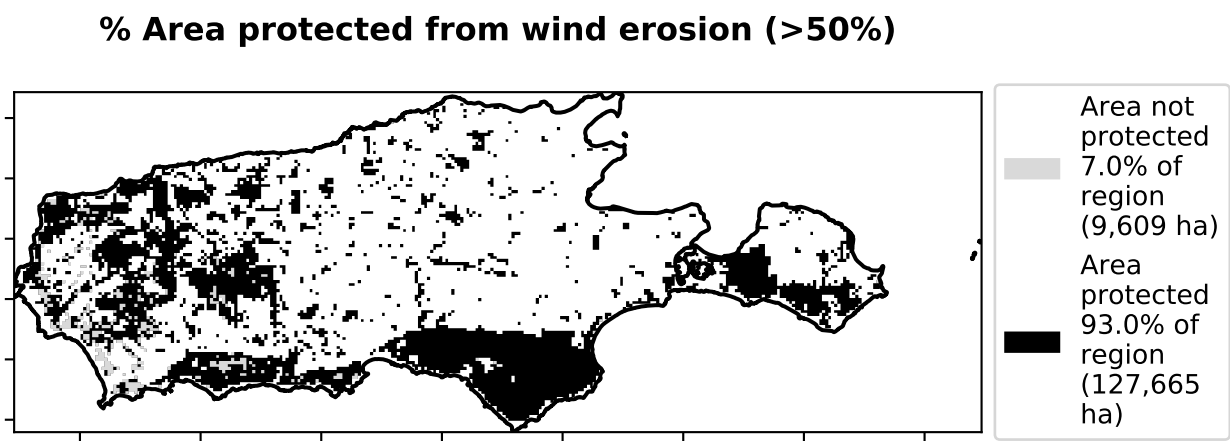 % Area protected from wind erosion (>50%)
Area not
protected
7.0% of
region
(9,609 ha)
Area
protected
93.0% of
region
(127,665
ha)